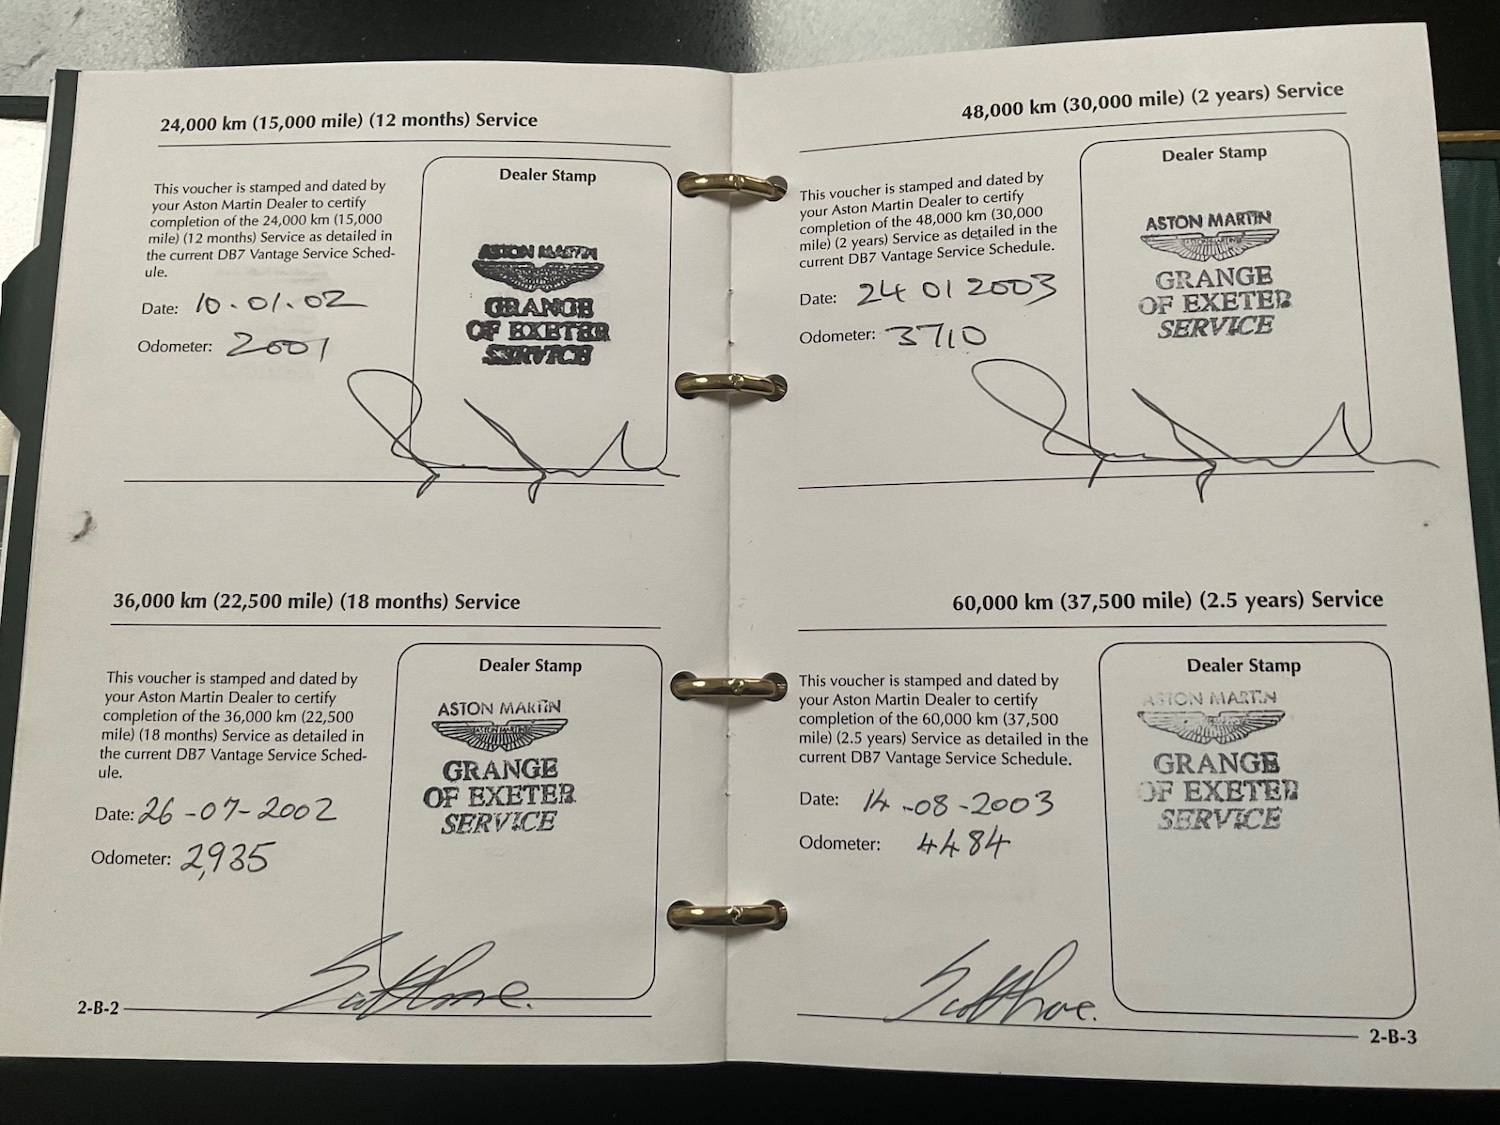 24,000 km (15,000 mile) (12 months) Service
This voucher is stamped and dated by
your Aston Martin Dealer to certify
completion of the 24,000 km (15,000
mile) (12 months) Service as detailed in
the current DB7 Vantage Service Sched-
ule.
Date: 10.01.02
Odometer: 2001
Dealer Stamp
ASTON MARTIN
GRANGE
OF EXETER
SERVICE
36,000 km (22,500 mile) (18 months) Service
This voucher is stamped and dated by
your Aston Martin Dealer to certify
completion of the 36,000 km (22,500
mile) (18 months) Service as detailed in
the current DB7 Vantage Service Sched-
ule.
Date: 26-07-2002
Odometer: 2,935
Dealer Stamp
ASTON MARTIN
ASTON MARTIN
GRANGE
OF EXETER
SERVICE
2-B-2
48,000 km (30,000 mile) (2 years) Service
This voucher is stamped and dated by
your Aston Martin Dealer to certify
completion of the 48,000 km (30,000
mile) (2 years) Service as detailed in the
current DB7 Vantage Service Schedule.
Date: 24 01 2003
Odometer: 3710
Dealer Stamp
ASTON MARTIN
GRANGE
OF EXETER
SERVICE
60,000 km (37,500 mile) (2.5 years) Service
This voucher is stamped and dated by
your Aston Martin Dealer to certify
completion of the 60,000 km (37,500
mile) (2.5 years) Service as detailed in the
current DB7 Vantage Service Schedule.
Date: 14-08-2003
Odometer: 4484
Dealer Stamp
ASTON MARTIN
GRANGE
OF EXETER
SERVICE
2-B-3